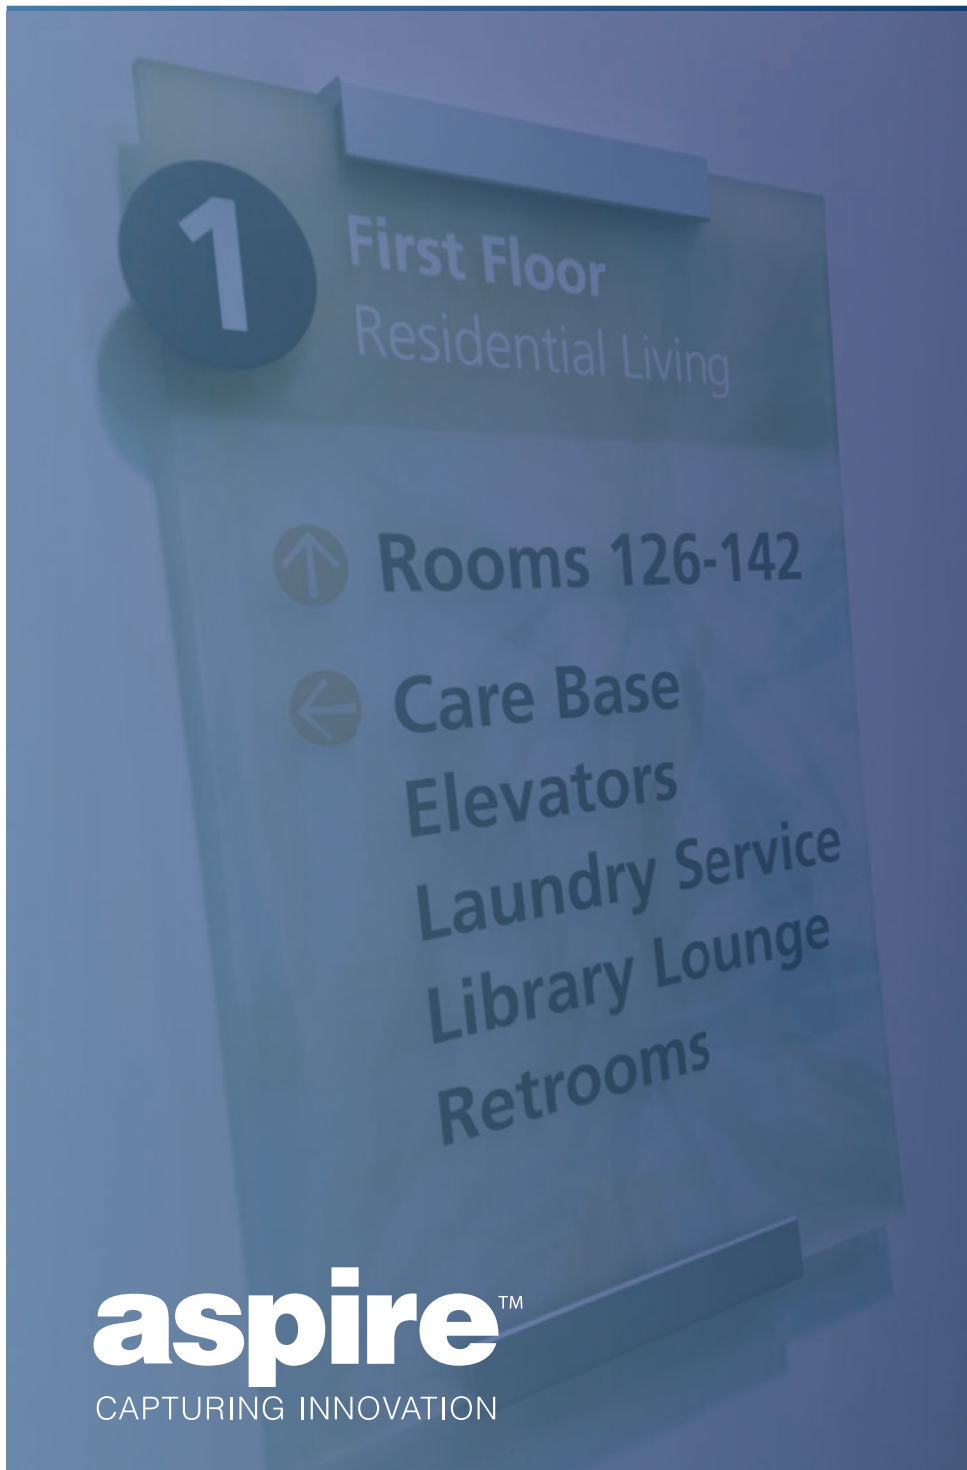 1
First Floor
Residential Living
Rooms 126-142
Care Base
Elevators
Laundry Service
Library Lounge
Retrooms
aspire™
CAPTURING INNOVATION